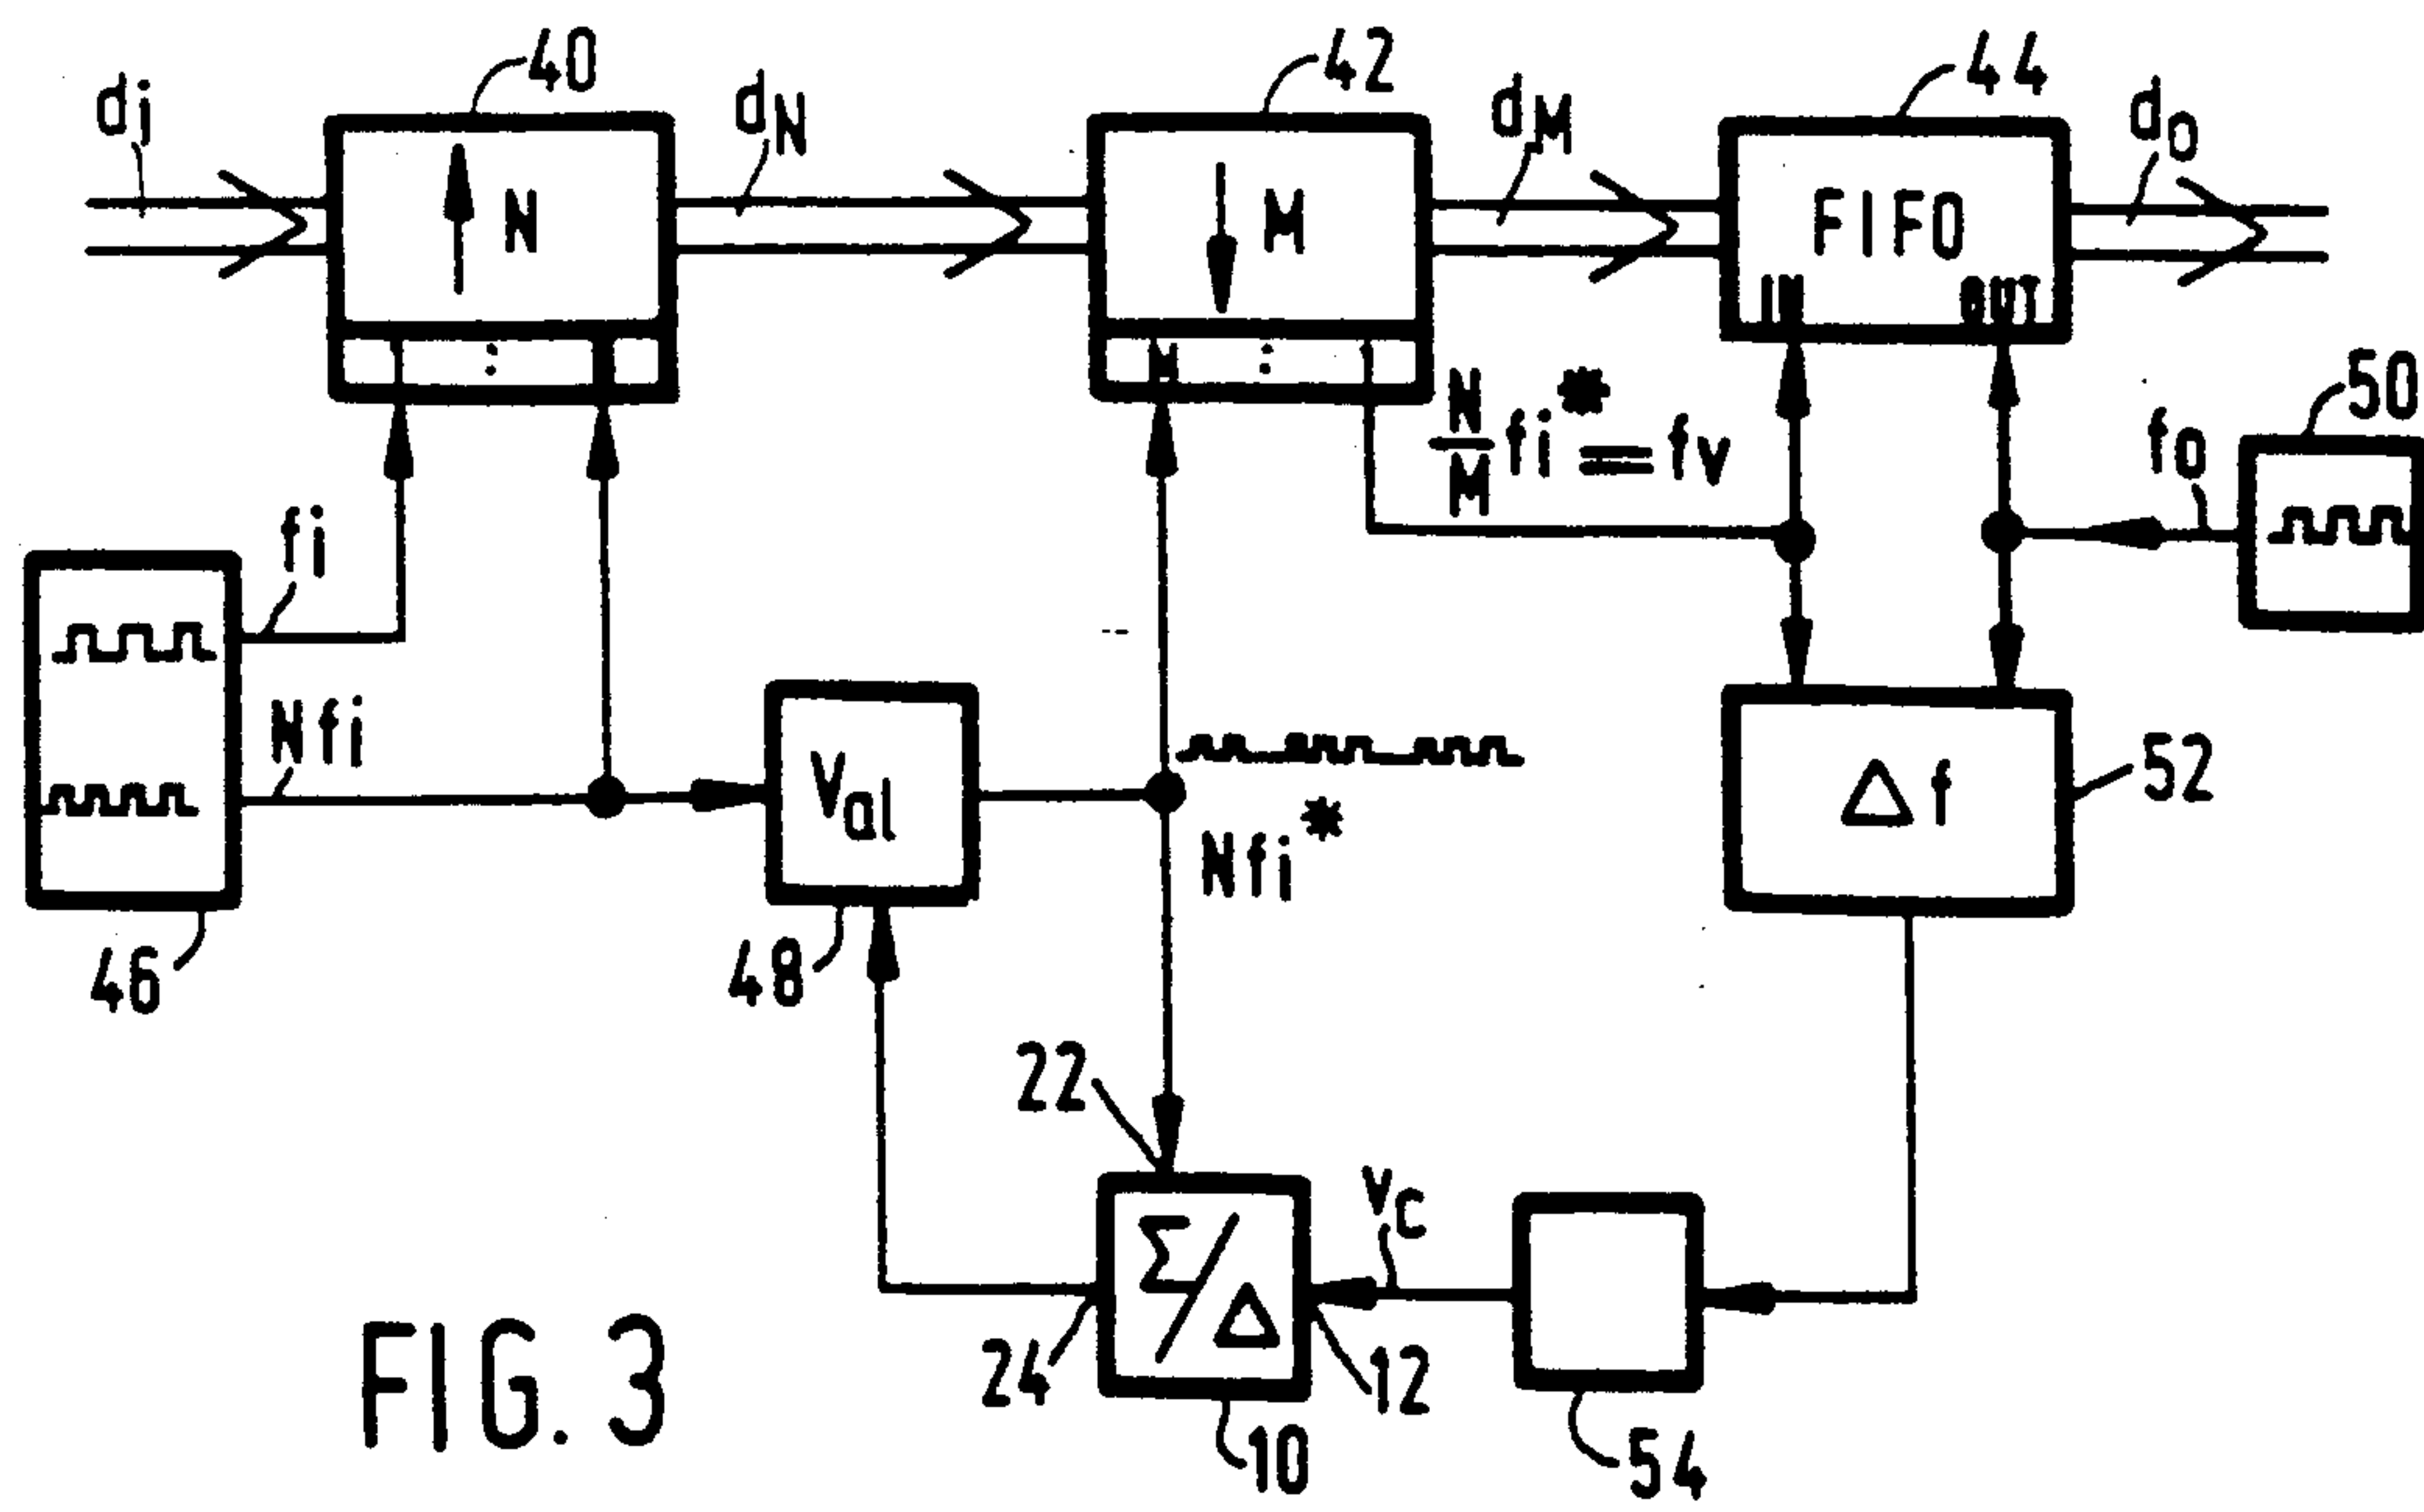 40
42
44
di
dN
dM
do
N
M
FIFO
IN
OUT
:
M
:
50
N/M fi* = fv
fo
fi
Nfi
Val
Δf
52
Nfi*
46
48
22
vc
Σ/Δ
24
12
10
54
FIG. 3